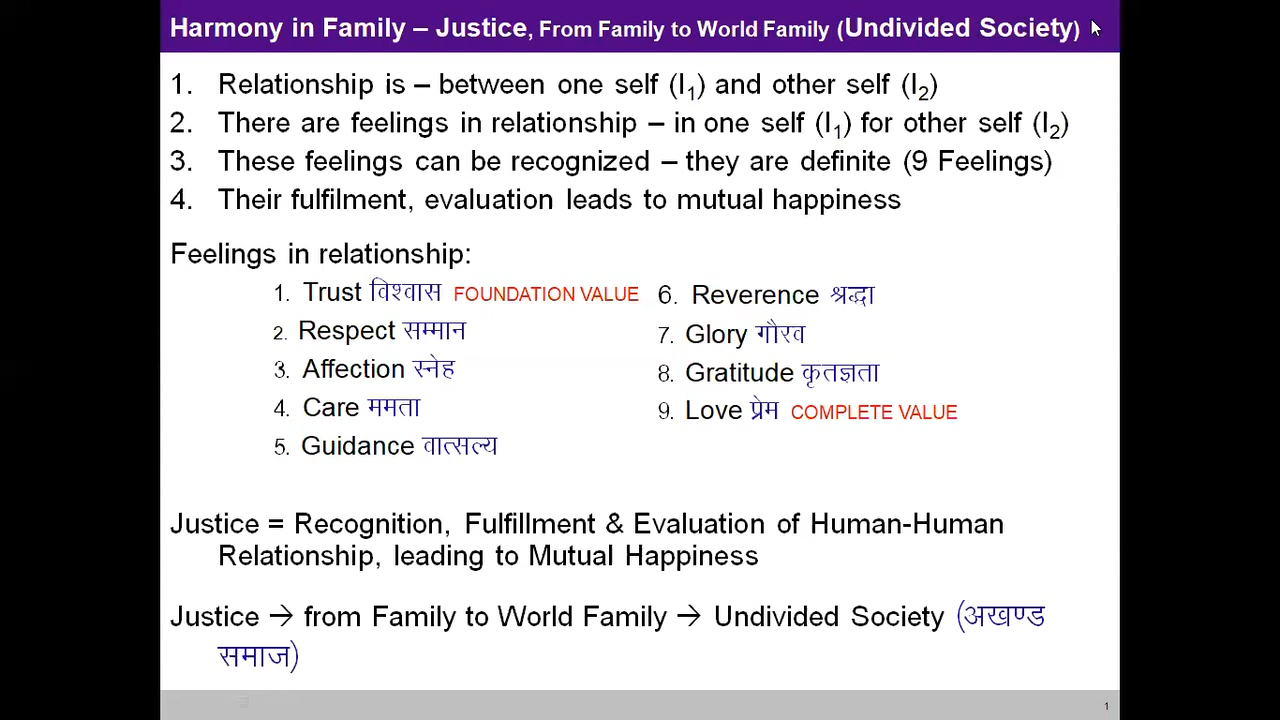 Harmony in Family – Justice, From Family to World Family (Undivided Society)
1. Relationship is – between one self (I1) and other self (I2)
2. There are feelings in relationship – in one self (I1) for other self (I2)
3. These feelings can be recognized – they are definite (9 Feelings)
4. Their fulfilment, evaluation leads to mutual happiness
Feelings in relationship:
1. Trust विश्वास FOUNDATION VALUE
2. Respect सम्मान
3. Affection स्नेह
4. Care ममता
5. Guidance वात्सल्य
6. Reverence श्रद्धा
7. Glory गौरव
8. Gratitude कृतज्ञता
9. Love प्रेम COMPLETE VALUE
Justice = Recognition, Fulfillment & Evaluation of Human-Human
Relationship, leading to Mutual Happiness
Justice → from Family to World Family → Undivided Society (अखण्ड
समाज)
1